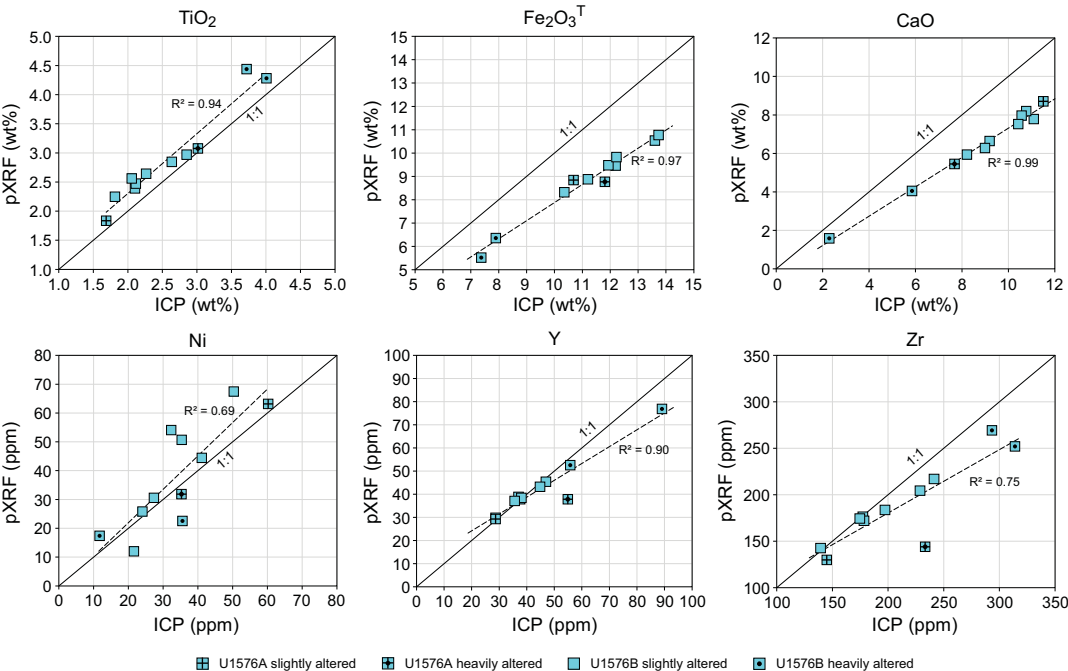 TiO₂
5.0
4.5
4.0
3.5
3.0
2.5
2.0
1.5
1.0
pXRF (wt%)
R² = 0.94
1:1
1.0 1.5 2.0 2.5 3.0 3.5 4.0 4.5 5.0
ICP (wt%)
Fe₂O₃ᵀ
15
14
13
12
11
10
9
8
7
6
5
pXRF (wt%)
1:1
R² = 0.97
5 6 7 8 9 10 11 12 13 14 15
ICP (wt%)
CaO
12
10
8
6
4
2
0
pXRF (wt%)
1:1
R² = 0.99
0 2 4 6 8 10 12
ICP (wt%)
Ni
80
70
60
50
40
30
20
10
0
pXRF (ppm)
R² = 0.69
1:1
0 10 20 30 40 50 60 70 80
ICP (ppm)
Y
100
90
80
70
60
50
40
30
20
10
0
pXRF (ppm)
1:1
R² = 0.90
0 10 20 30 40 50 60 70 80 90 100
ICP (ppm)
Zr
350
300
250
200
150
100
pXRF (ppm)
1:1
R² = 0.75
100 150 200 250 300 350
ICP (ppm)
U1576A slightly altered U1576A heavily altered U1576B slightly altered U1576B heavily altered